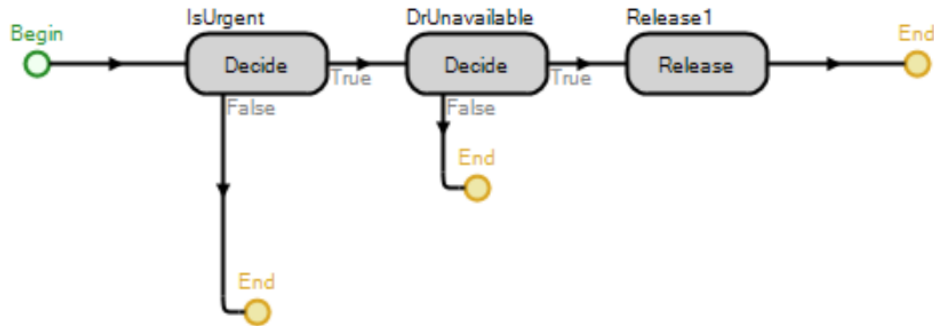 IsUrgent
DrUnavailable
Release1
Begin
End
Decide
Decide
Release
True
True
False
False
End
End